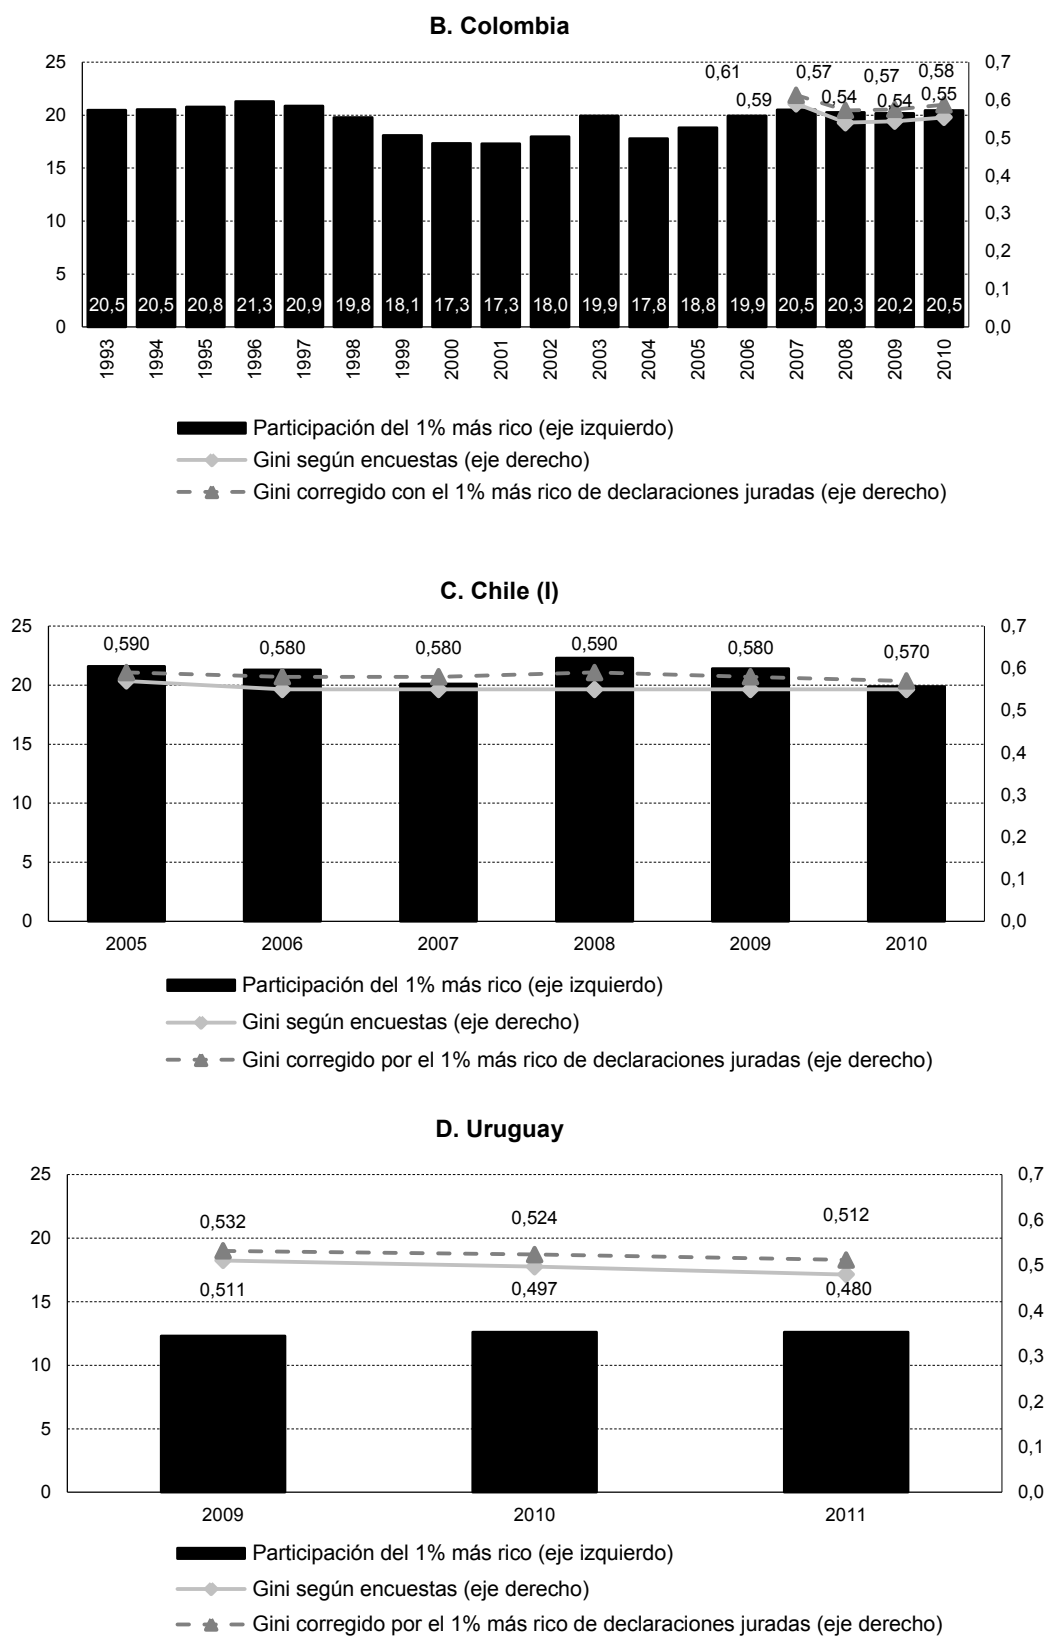 B. Colombia
25 0,61 0,57 0,57 0,58 0,7
20 0,59 0,54 0,54 0,55 0,6
0,5
15 0,4
10 0,3
0,2
5
20,5 20,5 20,8 21,3 20,9 19,8 18,1 17,3 17,3 18,0 19,9 17,8 18,8 19,9 20,5 20,3 20,2 20,5 0,1
0 0,0
1993 1994 1995 1996 1997 1998 1999 2000 2001 2002 2003 2004 2005 2006 2007 2008 2009 2010
Participación del 1% más rico (eje izquierdo)
Gini según encuestas (eje derecho)
Gini corregido con el 1% más rico de declaraciones juradas (eje derecho)
C. Chile (I)
25 0,7
0,590 0,580 0,580 0,590 0,580 0,570
20 0,6
0,5
15 0,4
10 0,3
0,2
5 0,1
0 0,0
2005 2006 2007 2008 2009 2010
Participación del 1% más rico (eje izquierdo)
Gini según encuestas (eje derecho)
Gini corregido por el 1% más rico de declaraciones juradas (eje derecho)
D. Uruguay
25 0,7
0,532 0,524 0,512 0,6
20
0,5
0,511 0,497 0,480
15 0,4
10 0,3
0,2
5 0,1
0 0,0
2009 2010 2011
Participación del 1% más rico (eje izquierdo)
Gini según encuestas (eje derecho)
Gini corregido por el 1% más rico de declaraciones juradas (eje derecho)